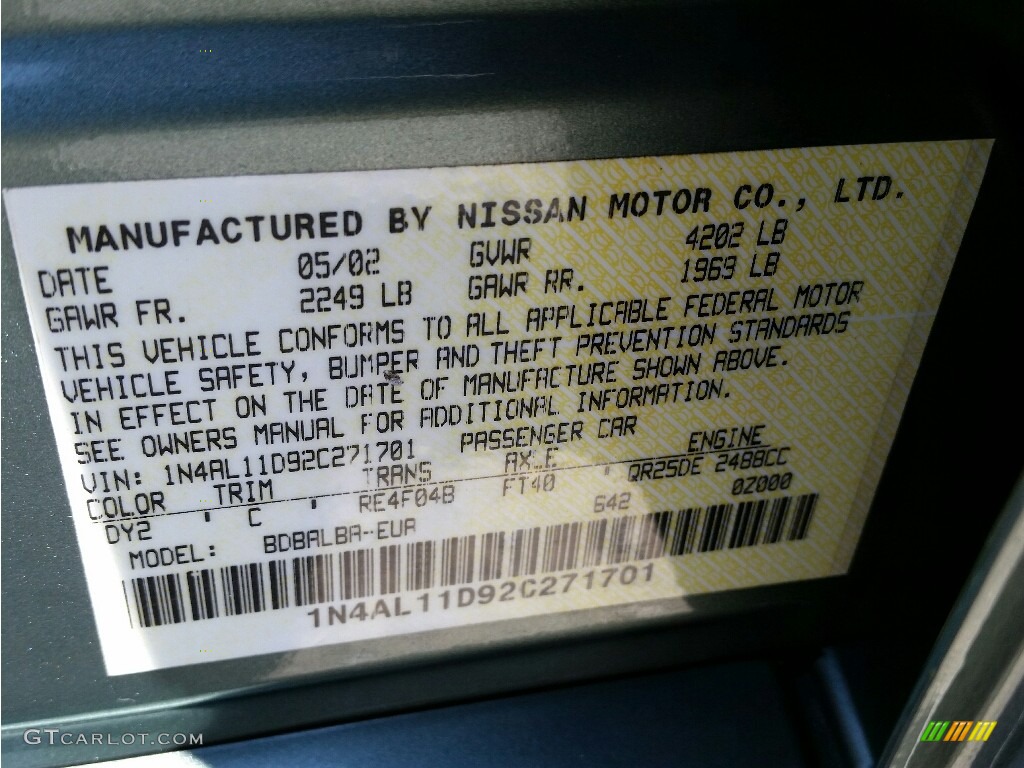 MANUFACTURED BY NISSAN MOTOR CO., LTD.
DATE 05/02 GVWR 4202 LB
GAWR FR. 2249 LB GAWR RR. 1969 LB
THIS VEHICLE CONFORMS TO ALL APPLICABLE FEDERAL MOTOR
VEHICLE SAFETY, BUMPER AND THEFT PREVENTION STANDARDS
IN EFFECT ON THE DATE OF MANUFACTURE SHOWN ABOVE.
SEE OWNERS MANUAL FOR ADDITIONAL INFORMATION.
VIN: 1N4AL11D92C271701 PASSENGER CAR
COLOR TRIM TRANS AXLE ENGINE
DY2 C RE4F04B FT40 642 QR25DE 2488CC
0Z000
MODEL: BDBALBA-EUA
1N4AL11D92C271701
GTCARLOT.COM